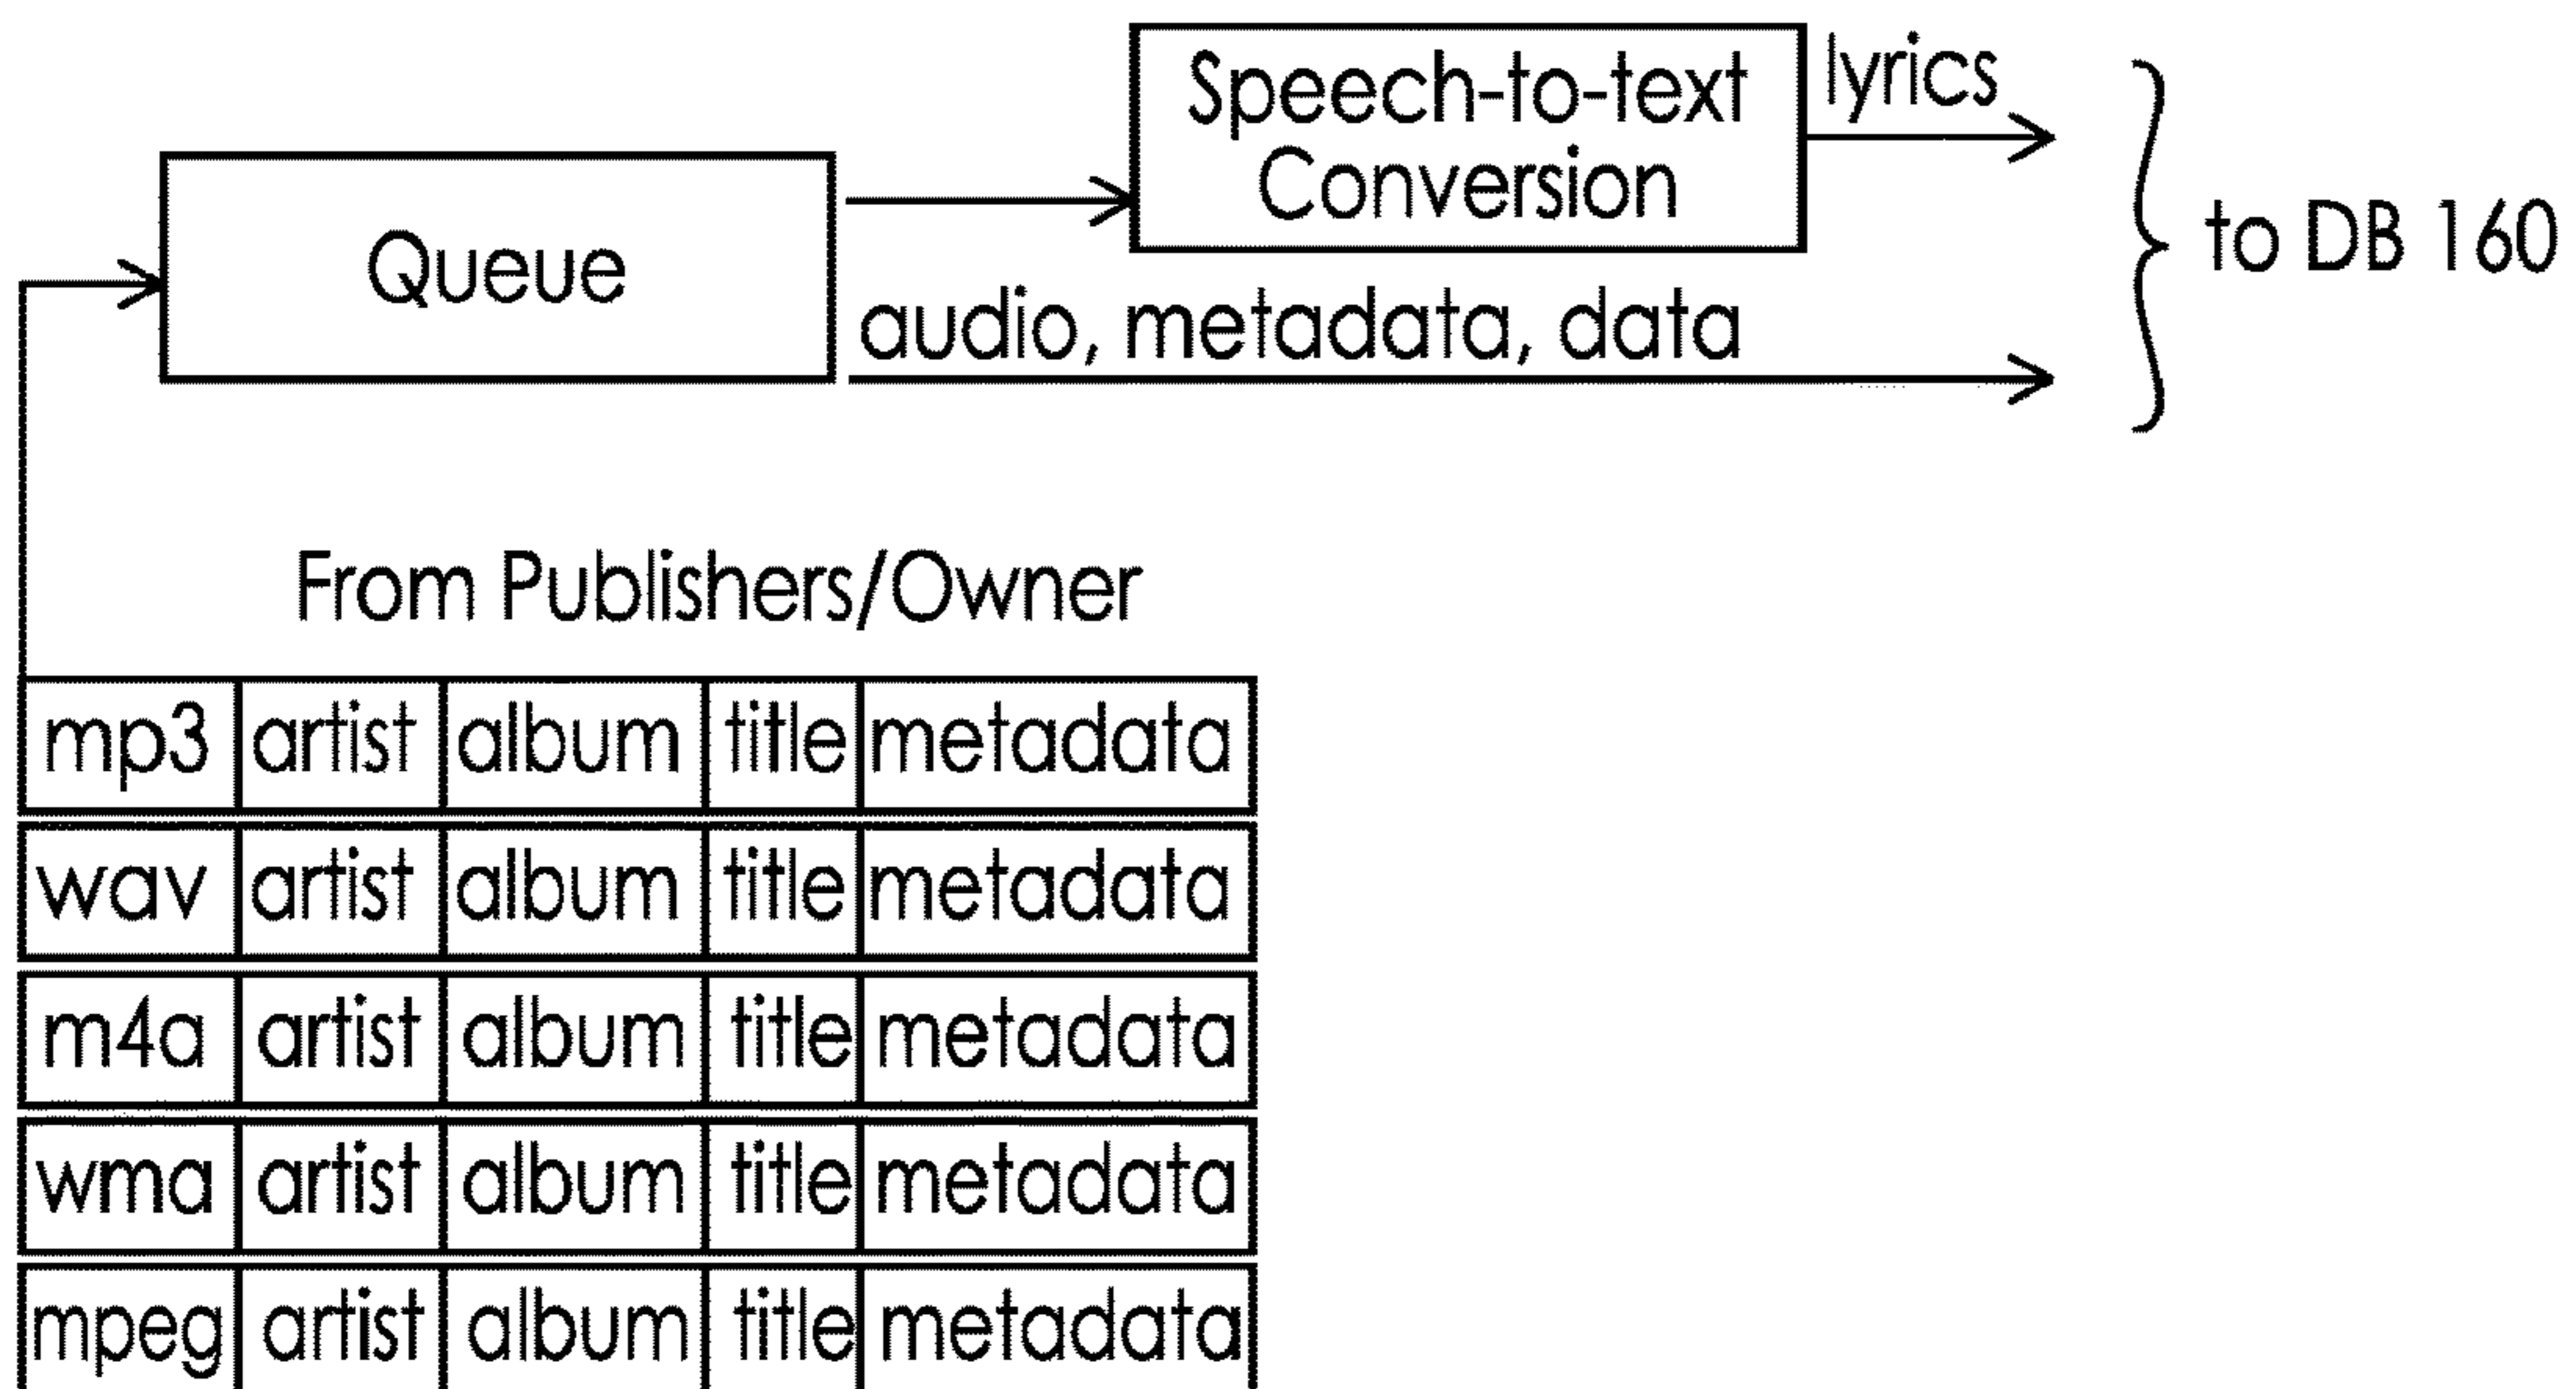 Speech-to-text
Conversion
lyrics
Queue
audio, metadata, data
to DB 160
From Publishers/Owner
mp3 artist album title metadata
wav artist album title metadata
m4a artist album title metadata
wma artist album title metadata
mpeg artist album title metadata